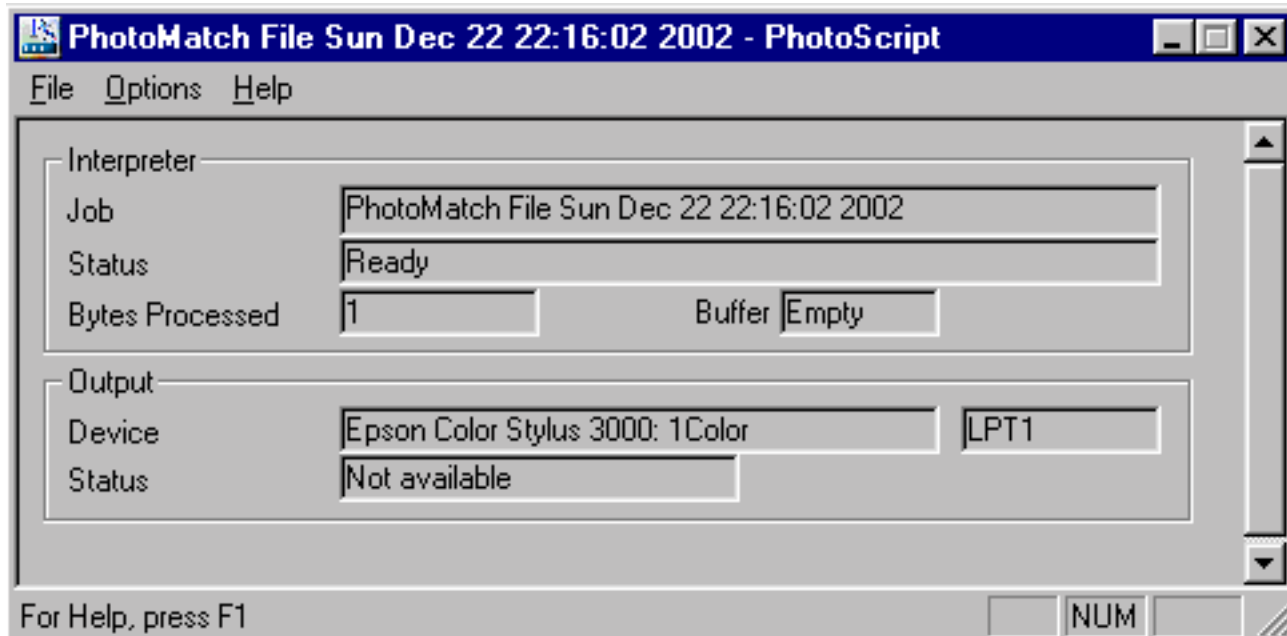 PhotoMatch File Sun Dec 22 22:16:02 2002 - PhotoScript
File Options Help
Interpreter
Job PhotoMatch File Sun Dec 22 22:16:02 2002
Status Ready
Bytes Processed 1 Buffer Empty
Output
Device Epson Color Stylus 3000: 1Color LPT1
Status Not available
For Help, press F1 NUM